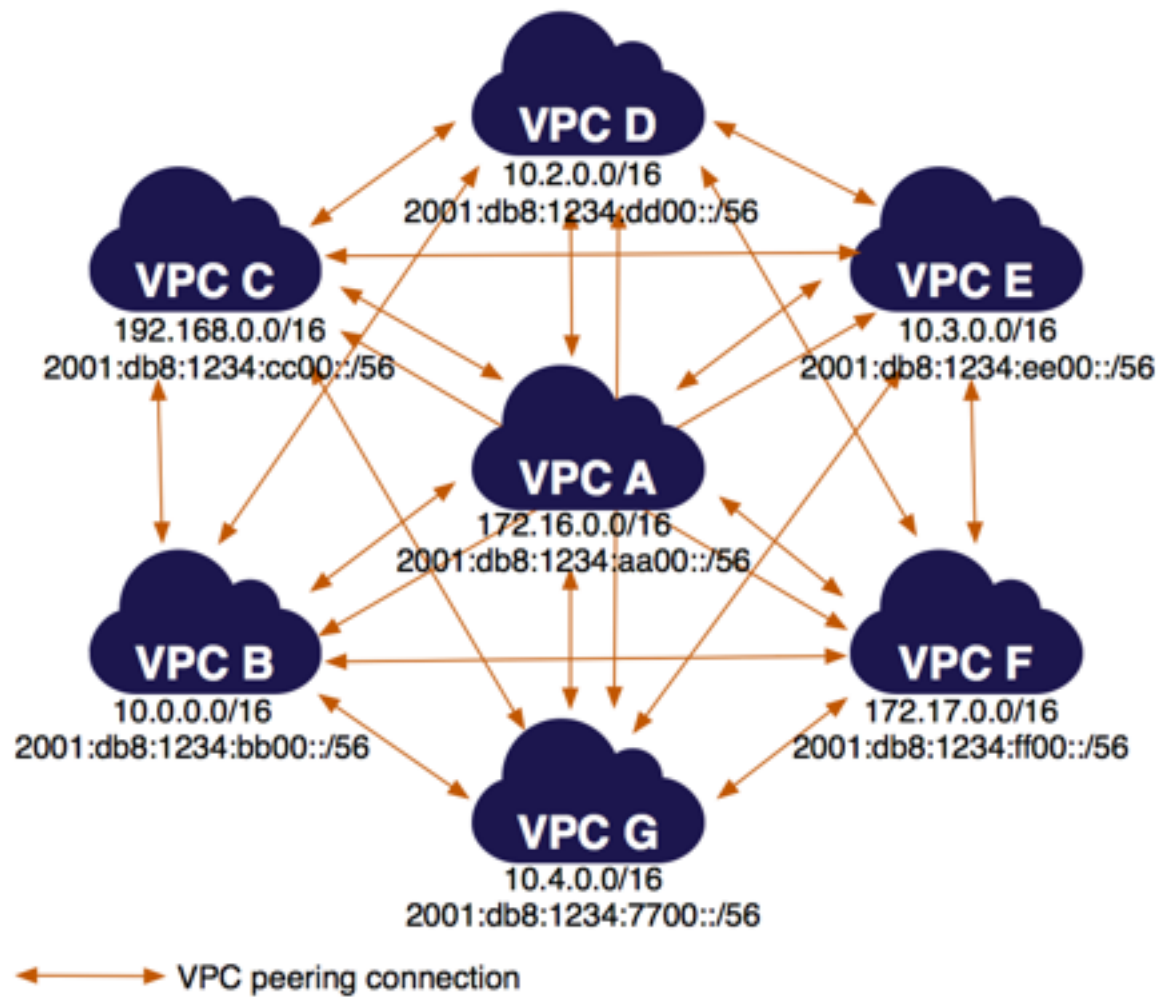 VPC D
10.2.0.0/16
2001:db8:1234:dd00::/56
VPC C
192.168.0.0/16
2001:db8:1234:cc00::/56
VPC E
10.3.0.0/16
2001:db8:1234:ee00::/56
VPC A
172.16.0.0/16
2001:db8:1234:aa00::/56
VPC B
10.0.0.0/16
2001:db8:1234:bb00::/56
VPC F
172.17.0.0/16
2001:db8:1234:ff00::/56
VPC G
10.4.0.0/16
2001:db8:1234:7700::/56
VPC peering connection